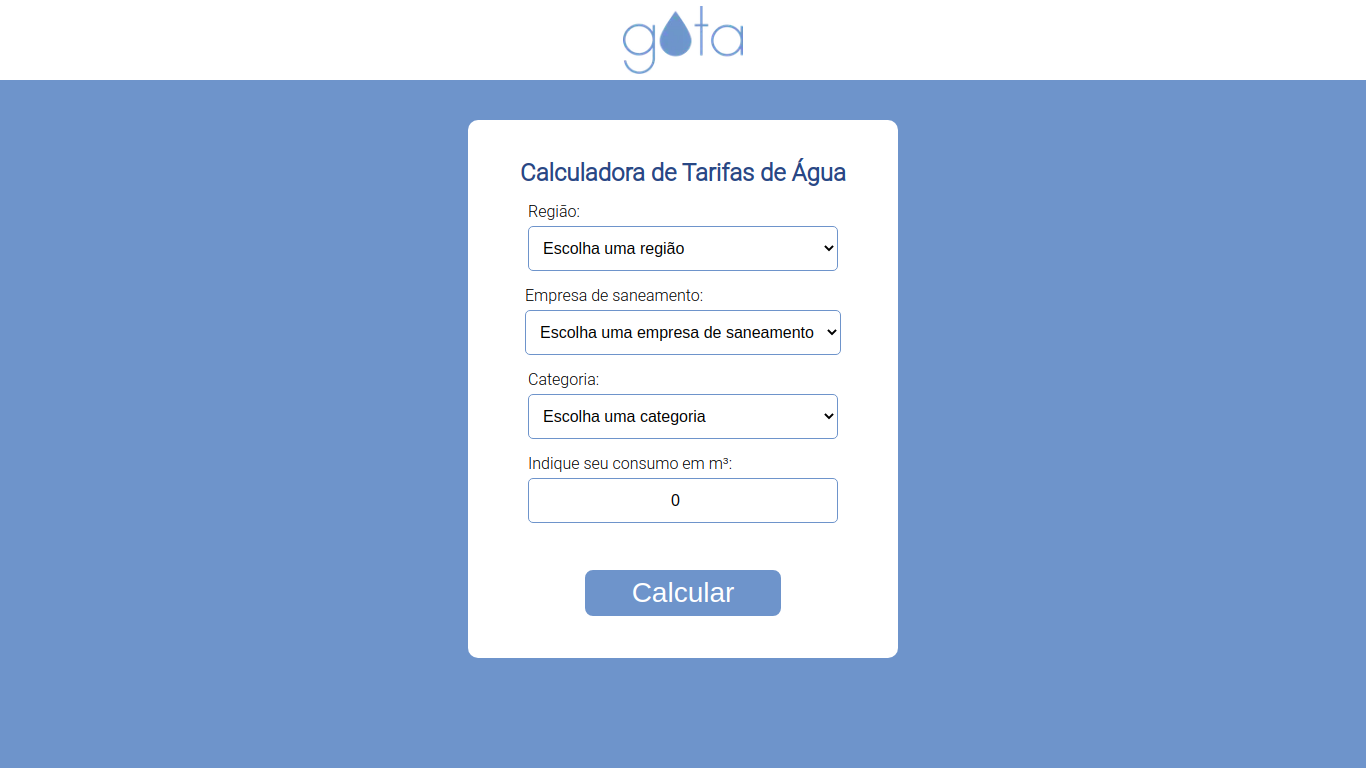 gota
Calculadora de Tarifas de Água
Região:
Escolha uma região
Empresa de saneamento:
Escolha uma empresa de saneamento
Categoria:
Escolha uma categoria
Indique seu consumo em m³:
0
Calcular